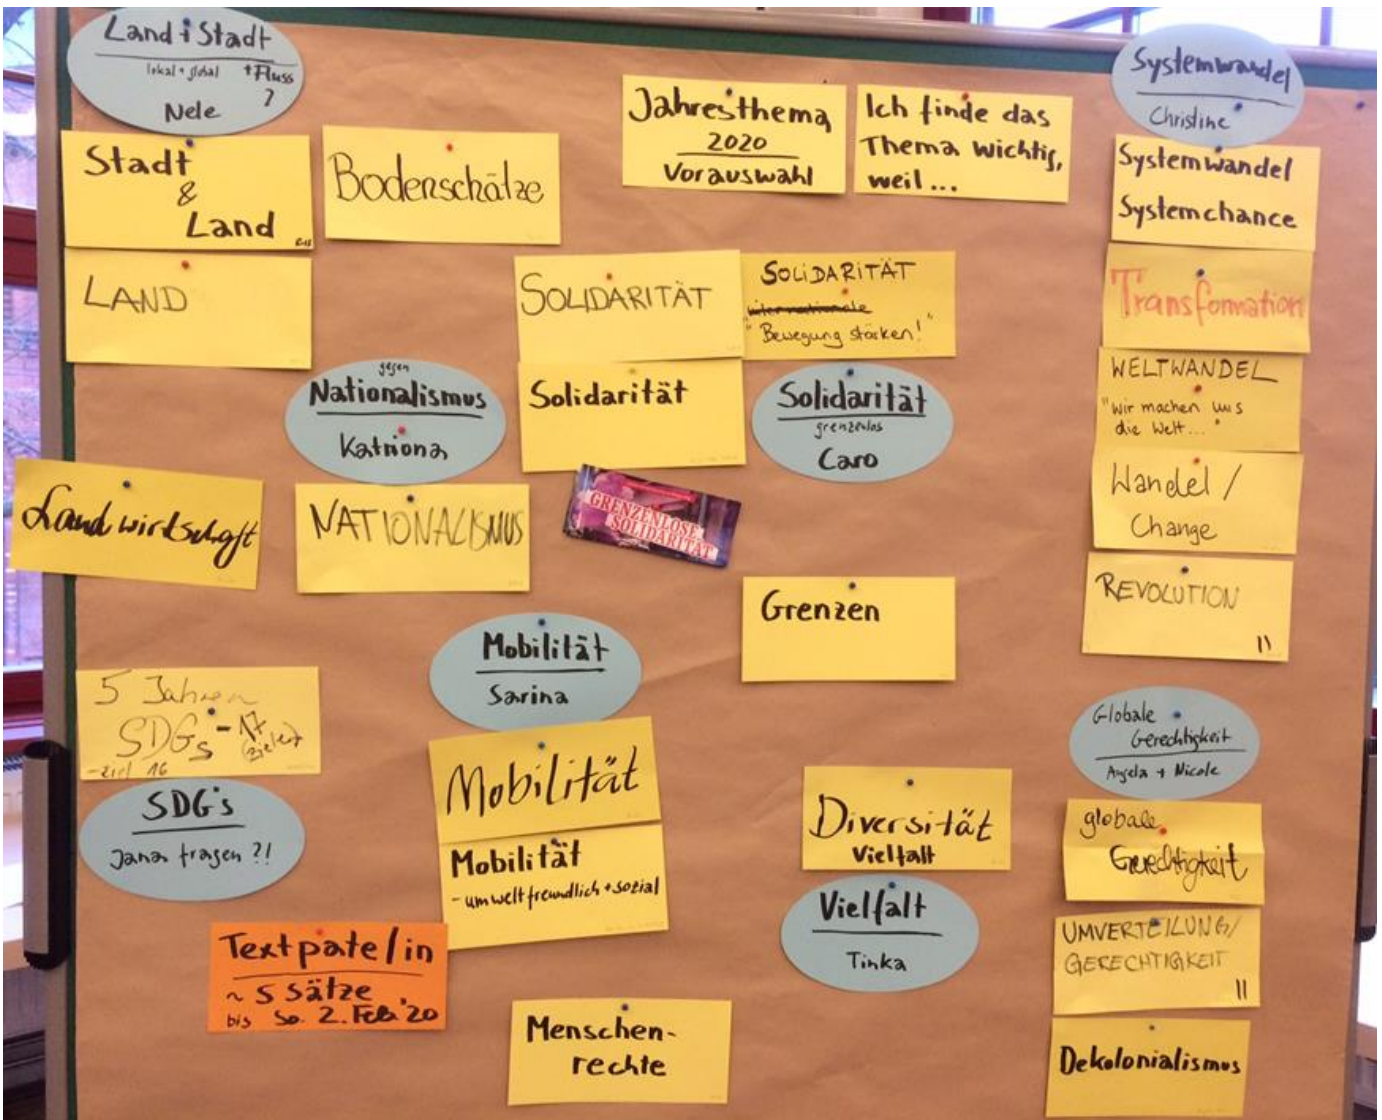 Land + Stadt
lokal + global + Fluss
?
Nele
Stadt
&
Land
LAND
Bodenschätze
Jahresthema
2020
Vorauswahl
Ich finde das
Thema wichtig,
weil...
Systemwandel
Christine
Systemwandel
Systemchance
Transformation
WELTWANDEL
"Wir machen uns
die Welt..."
Wandel /
Change
REVOLUTION
SOLIDARITÄT
SOLIDARITÄT
internationale
"Bewegung stärken!"
Solidarität
Solidarität
grenzenlos
Caro
gegen
Nationalismus
Katriona
NATIONALISMUS
GRENZENLOSE
SOLIDARITÄT
Landwirtschaft
Grenzen
Mobilität
Sarina
Mobilität
Mobilität
- umweltfreundlich + sozial
5 Jahren
SDGs - 17
- Ziel 16
SDG's
Jana fragen ?!
Textpate/in
~ 5 Sätze
bis So. 2. Feb '20
Diversität
Vielfalt
Vielfalt
Tinka
Menschen-
rechte
Globale
Gerechtigkeit
Angela + Nicole
globale
Gerechtigkeit
UMVERTEILUNG/
GERECHTIGKEIT
Dekolonialismus